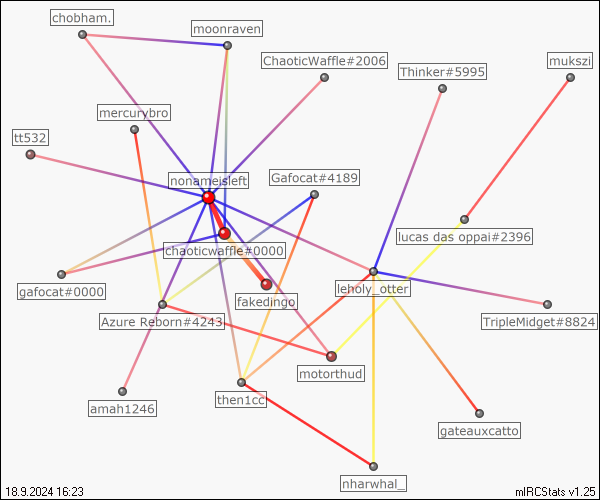 chobham.
moonraven
ChaoticWaffle#2006
mukszi
Thinker#5995
mercurybro
tt532
nonameisleft
Gafocat#4189
chaoticwaffle#0000
lucas das oppai#2396
gafocat#0000
leholy_otter
fakedingo
Azure Reborn#4243
TripleMidget#8824
motorthud
amah1246
then1cc
gateauxcatto
nharwhal_
18.9.2024 16:23
mIRCStats v1.25